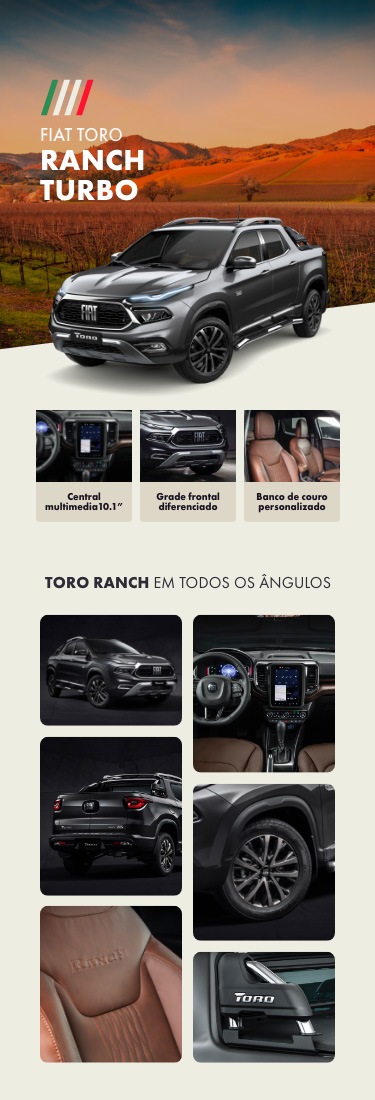 FIAT TORO
RANCH
TURBO
FIAT
TORO
Central
multimedia10.1”
Grade frontal
diferenciado
Banco de couro
personalizado
TORO RANCH EM TODOS OS ÂNGULOS
Ranch
TORO